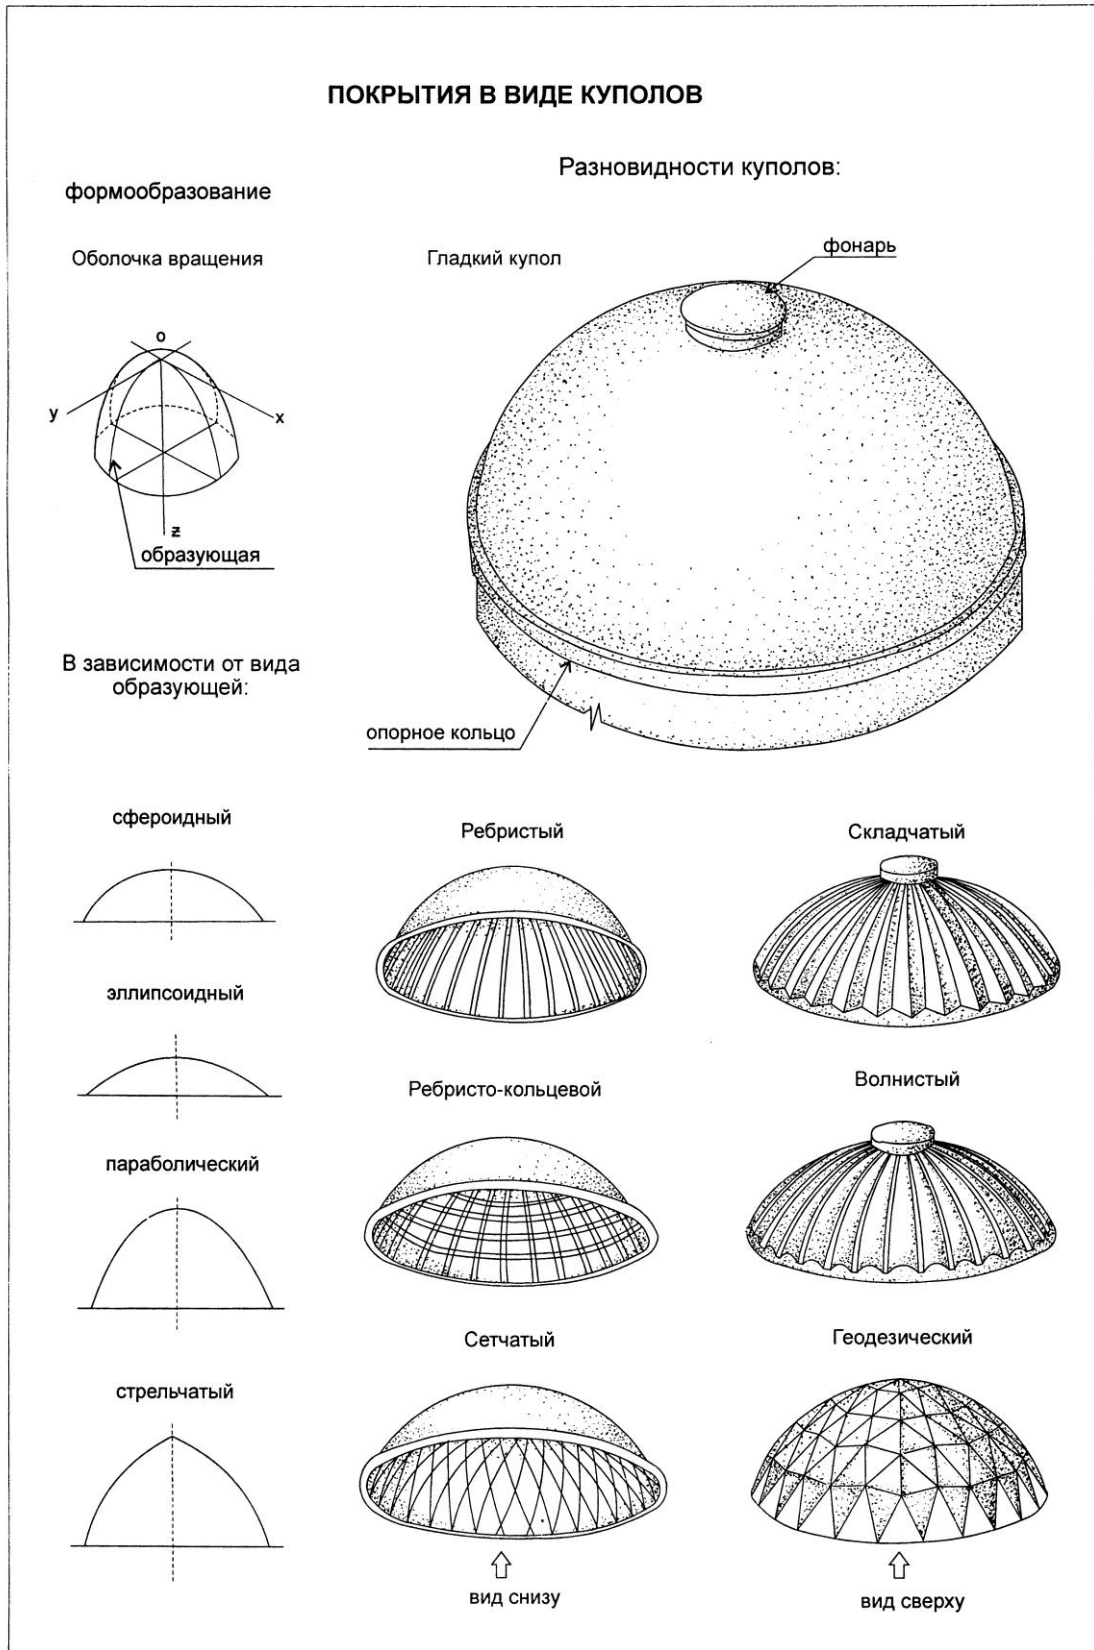 ПОКРЫТИЯ В ВИДЕ КУПОЛОВ
формообразование
Оболочка вращения
o
y
x
z
образующая
В зависимости от вида
образующей:
сфероидный
эллипсоидный
параболический
стрельчатый
Разновидности куполов:
Гладкий купол
фонарь
опорное кольцо
Ребристый
Складчатый
Ребристо-кольцевой
Волнистый
Сетчатый
Геодезический
вид снизу
вид сверху